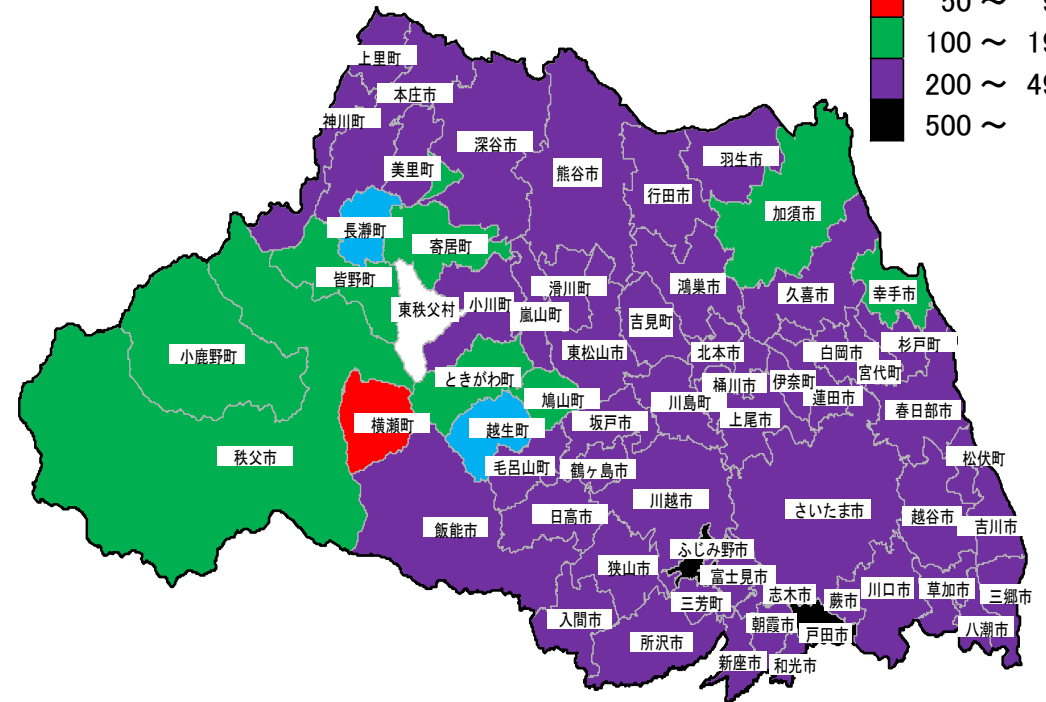 50～
100～ 19
200～ 49
500～
上里町
本庄市
神川町
深谷市
美里町
熊谷市
羽生市
行田市
加須市
長瀞町
寄居町
皆野町
東秩父村
小川町
嵐山町
滑川町
吉見町
鴻巣市
久喜市
幸手市
杉戸町
小鹿野町
東松山市
北本市
白岡市
宮代町
ときがわ町
桶川市
伊奈町
蓮田市
鳩山町
川島町
上尾市
春日部市
横瀬町
越生町
坂戸市
秩父市
毛呂山町
鶴ヶ島市
松伏町
川越市
さいたま市
越谷市
吉川市
飯能市
日高市
ふじみ野市
狭山市
富士見市
三芳町
志木市
蕨市
川口市
草加市
三郷市
入間市
所沢市
朝霞市
戸田市
八潮市
新座市
和光市